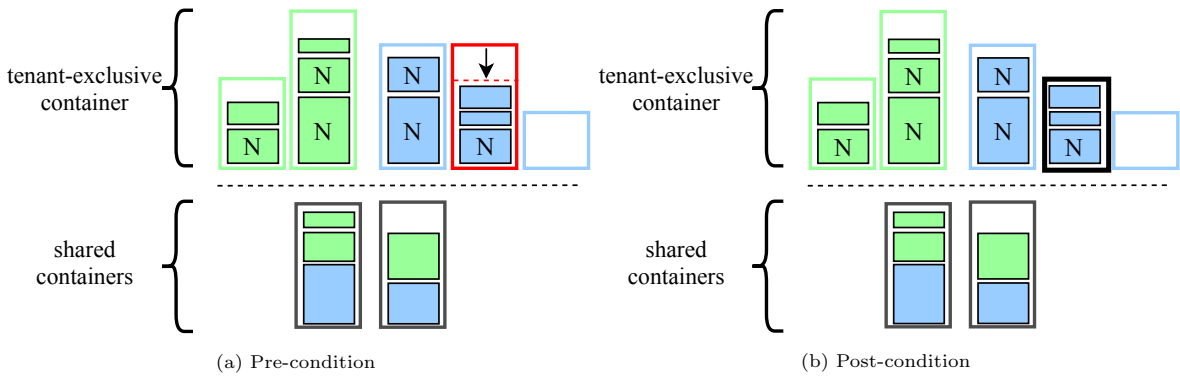 tenant-exclusive
container
N
N
N
N
N
N
shared
containers
(a) Pre-condition
tenant-exclusive
container
N
N
N
N
N
N
shared
containers
(b) Post-condition